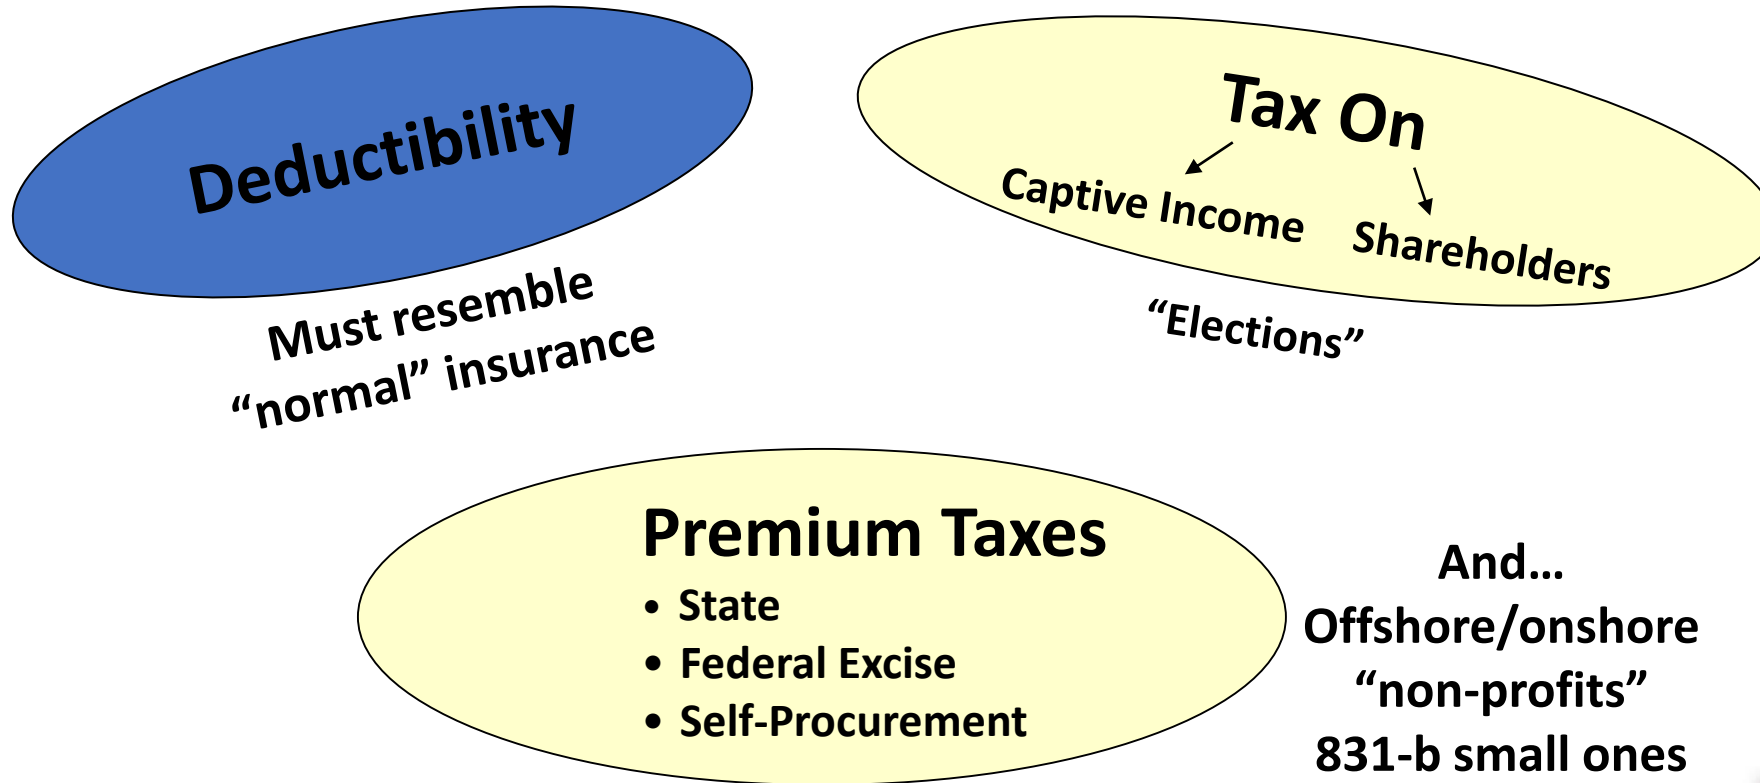 Deductibility
Must resemble
“normal” insurance
Tax On
Captive Income
Shareholders
“Elections”
Premium Taxes
• State
• Federal Excise
• Self-Procurement
And...
Offshore/onshore
“non-profits”
831-b small ones